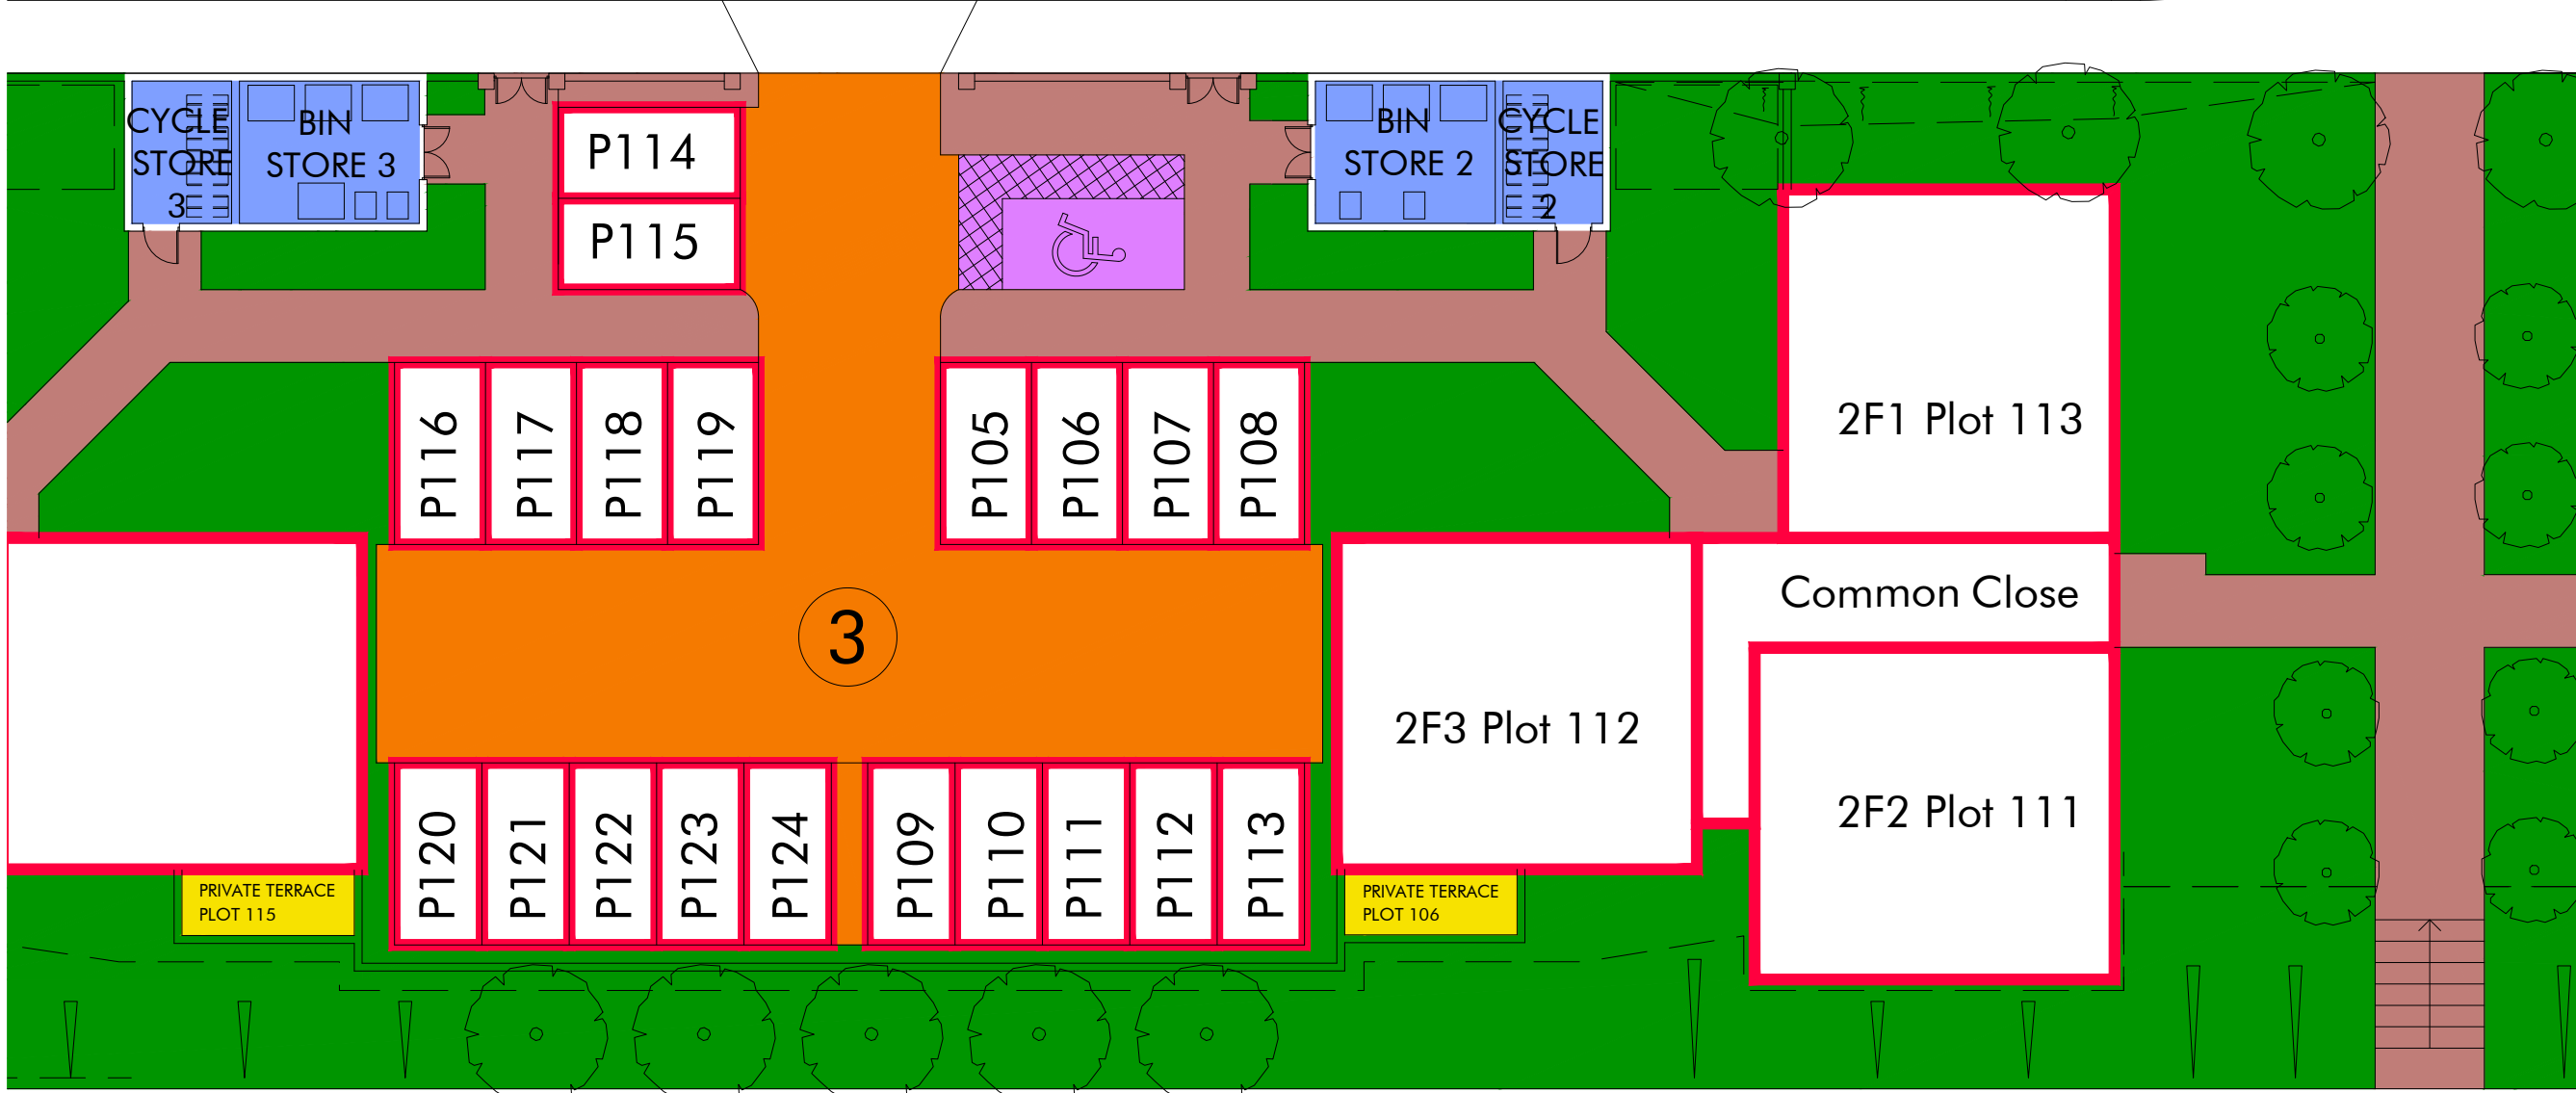 CYCLE
STORE
3
BIN
STORE 3
P114
P115
BIN
STORE 2
CYCLE
STORE
2
P116
P117
P118
P119
P105
P106
P107
P108
2F1 Plot 113
Common Close
3
2F3 Plot 112
2F2 Plot 111
P120
P121
P122
P123
P124
P109
P110
P111
P112
P113
PRIVATE TERRACE
PLOT 115
PRIVATE TERRACE
PLOT 106